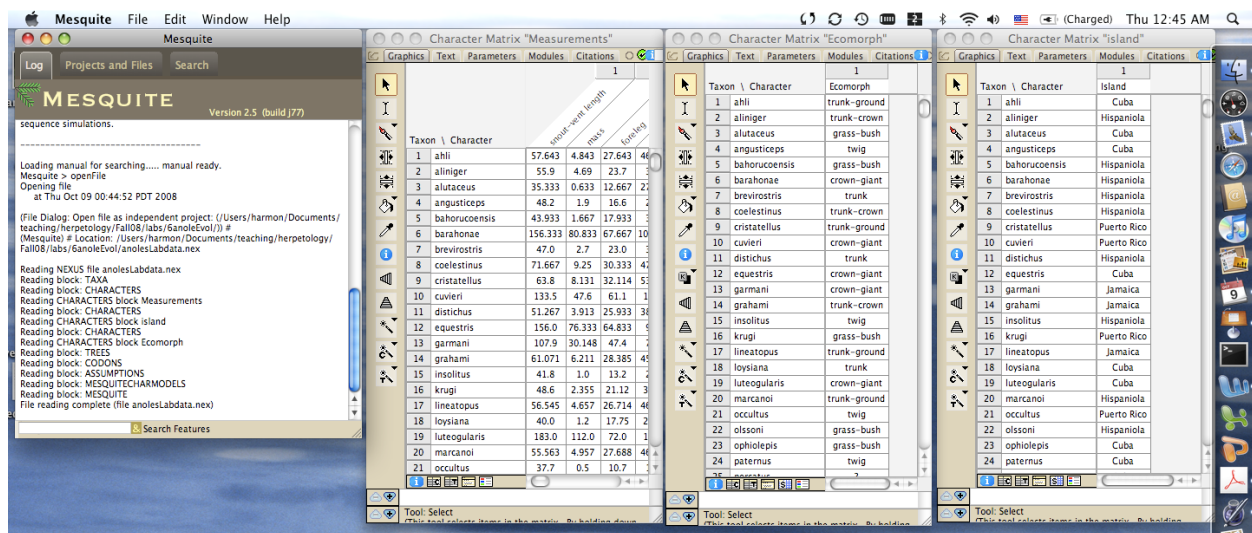 Mesquite File Edit Window Help (Charged) Thu 12:45 AM
Mesquite
Log Projects and Files Search
MESQUITE
Version 2.5 (build j77)
sequence simulations.
Loading manual for searching..... manual ready.
Mesquite > openFile
Opening file
at Thu Oct 09 00:44:52 PDT 2008
(File Dialog: Open file as independent project: (/Users/harmon/Documents/
teaching/herpetology/Fall08/labs/6anoleEvol/)) #
(Mesquite) # Location: /Users/harmon/Documents/teaching/herpetology/
Fall08/labs/6anoleEvol/anolesLabdata.nex
Reading NEXUS file anolesLabdata.nex
Reading block: TAXA
Reading block: CHARACTERS
Reading CHARACTERS block Measurements
Reading block: CHARACTERS
Reading CHARACTERS block island
Reading block: CHARACTERS
Reading CHARACTERS block Ecomorph
Reading block: TREES
Reading block: CODONS
Reading block: ASSUMPTIONS
Reading block: MESQUITECHARMODELS
Reading block: MESQUITE
File reading complete (file anolesLabdata.nex)
Search Features
Character Matrix "Measurements"
Graphics Text Parameters Modules Citations
1
snout-vent length mass foreleg
Taxon \ Character
1 ahli 57.643 4.843 27.643
2 aliniger 55.9 4.69 23.7
3 alutaceus 35.333 0.633 12.667
4 angusticeps 48.2 1.9 16.6
5 bahorucoensis 43.933 1.667 17.933
6 barahonae 156.333 80.833 67.667
7 brevirostris 47.0 2.7 23.0
8 coelestinus 71.667 9.25 30.333
9 cristatellus 63.8 8.131 32.114
10 cuvieri 133.5 47.6 61.1
11 distichus 51.267 3.913 25.933
12 equestris 156.0 76.333 64.833
13 garmani 107.9 30.148 47.4
14 grahami 61.071 6.211 28.385
15 insolitus 41.8 1.0 13.2
16 krugi 48.6 2.355 21.12
17 lineatopus 56.545 4.657 26.714
18 loysiana 40.0 1.2 17.75
19 luteogularis 183.0 112.0 72.0
20 marcanoi 55.563 4.957 27.688
21 occultus 37.7 0.5 10.7
Tool: Select
Character Matrix "Ecomorph"
Graphics Text Parameters Modules Citations
1
Taxon \ Character Ecomorph
1 ahli trunk-ground
2 aliniger trunk-crown
3 alutaceus grass-bush
4 angusticeps twig
5 bahorucoensis grass-bush
6 barahonae crown-giant
7 brevirostris trunk
8 coelestinus trunk-crown
9 cristatellus trunk-ground
10 cuvieri crown-giant
11 distichus trunk
12 equestris crown-giant
13 garmani crown-giant
14 grahami trunk-crown
15 insolitus twig
16 krugi grass-bush
17 lineatopus trunk-ground
18 loysiana trunk
19 luteogularis crown-giant
20 marcanoi trunk-ground
21 occultus twig
22 olssoni grass-bush
23 ophiolepis grass-bush
24 paternus twig
Tool: Select
Character Matrix "island"
Graphics Text Parameters Modules Citations
1
Taxon \ Character Island
1 ahli Cuba
2 aliniger Hispaniola
3 alutaceus Cuba
4 angusticeps Cuba
5 bahorucoensis Hispaniola
6 barahonae Hispaniola
7 brevirostris Hispaniola
8 coelestinus Hispaniola
9 cristatellus Puerto Rico
10 cuvieri Puerto Rico
11 distichus Hispaniola
12 equestris Cuba
13 garmani Jamaica
14 grahami Jamaica
15 insolitus Hispaniola
16 krugi Puerto Rico
17 lineatopus Jamaica
18 loysiana Cuba
19 luteogularis Cuba
20 marcanoi Hispaniola
21 occultus Puerto Rico
22 olssoni Hispaniola
23 ophiolepis Cuba
24 paternus Cuba
Tool: Select